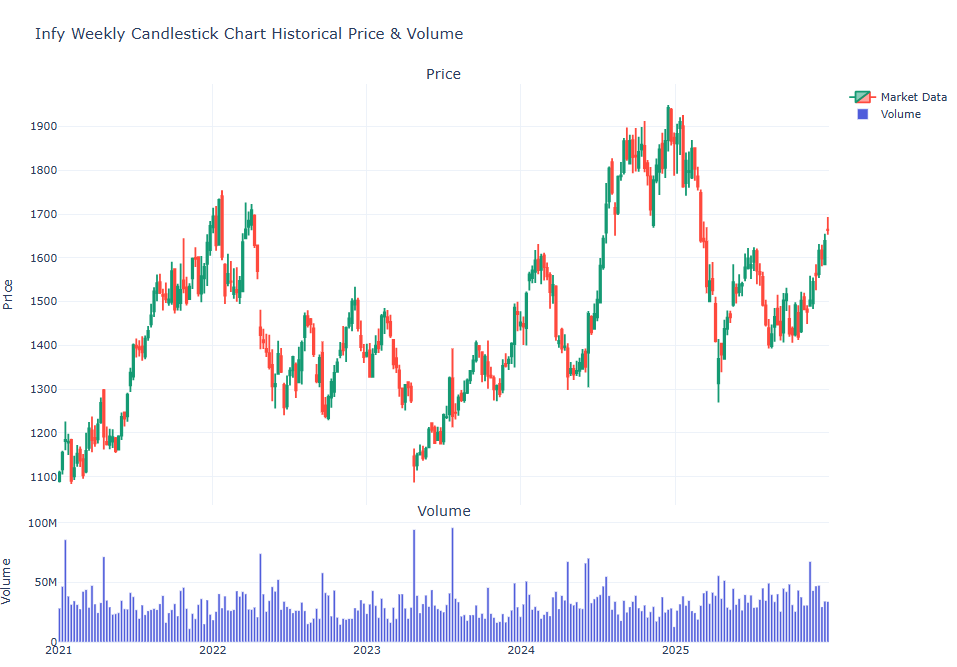 Infy Weekly Candlestick Chart Historical Price & Volume
Price
Market Data
Volume
1900
1800
1700
1600
1500
1400
1300
1200
1100
Price
Volume
100M
50M
0
Volume
2021
2022
2023
2024
2025